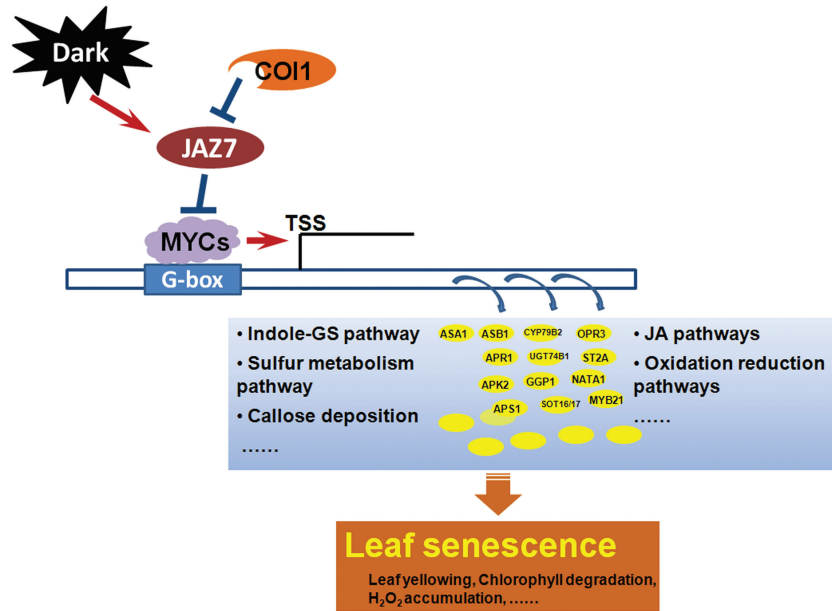 Dark
COI1
JAZ7
TSS
MYCs
G-box
• Indole-GS pathway
• Sulfur metabolism
pathway
• Callose deposition
......
ASA1 ASB1 CYP79B2 OPR3
APR1 UGT74B1 ST2A
APK2 GGP1 NATA1
APS1 SOT16/17 MYB21
• JA pathways
• Oxidation reduction
pathways
......
Leaf senescence
Leaf yellowing, Chlorophyll degradation,
H₂O₂ accumulation, ......